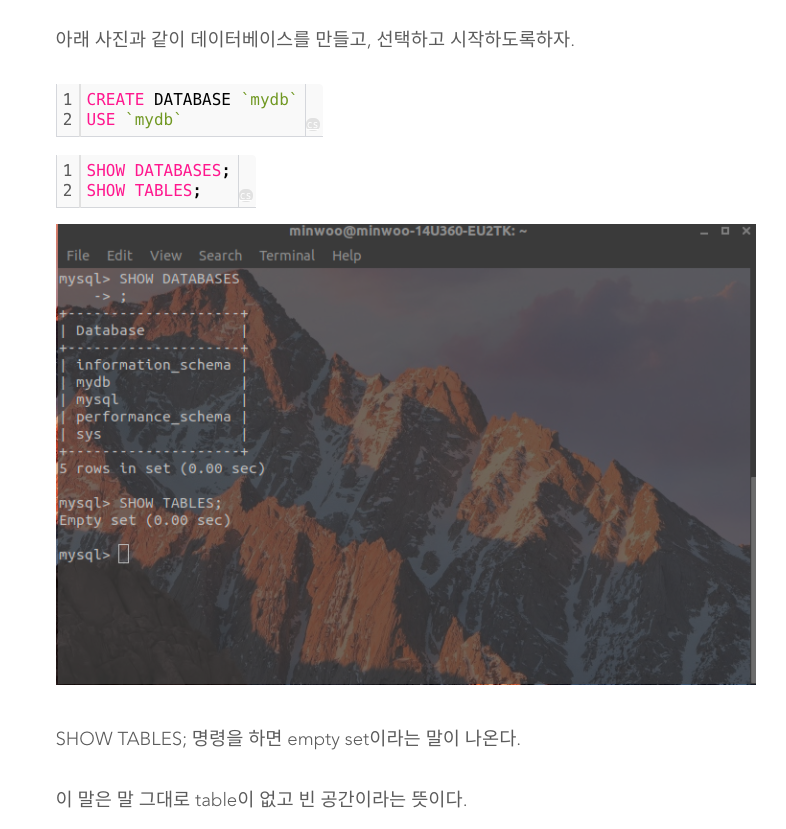 아래 사진과 같이 데이터베이스를 만들고, 선택하고 시작하도록하자.
1 CREATE DATABASE `mydb`
2 USE `mydb`
cs
1 SHOW DATABASES;
2 SHOW TABLES;
cs
minwoo@minwoo-14U360-EU2TK: ~
File Edit View Search Terminal Help
mysql> SHOW DATABASES
    -> ;
+--------------------+
| Database           |
+--------------------+
| information_schema |
| mydb               |
| mysql              |
| performance_schema |
| sys                |
+--------------------+
5 rows in set (0.00 sec)
mysql> SHOW TABLES;
Empty set (0.00 sec)
mysql>
SHOW TABLES; 명령을 하면 empty set이라는 말이 나온다.
이 말은 말 그대로 table이 없고 빈 공간이라는 뜻이다.